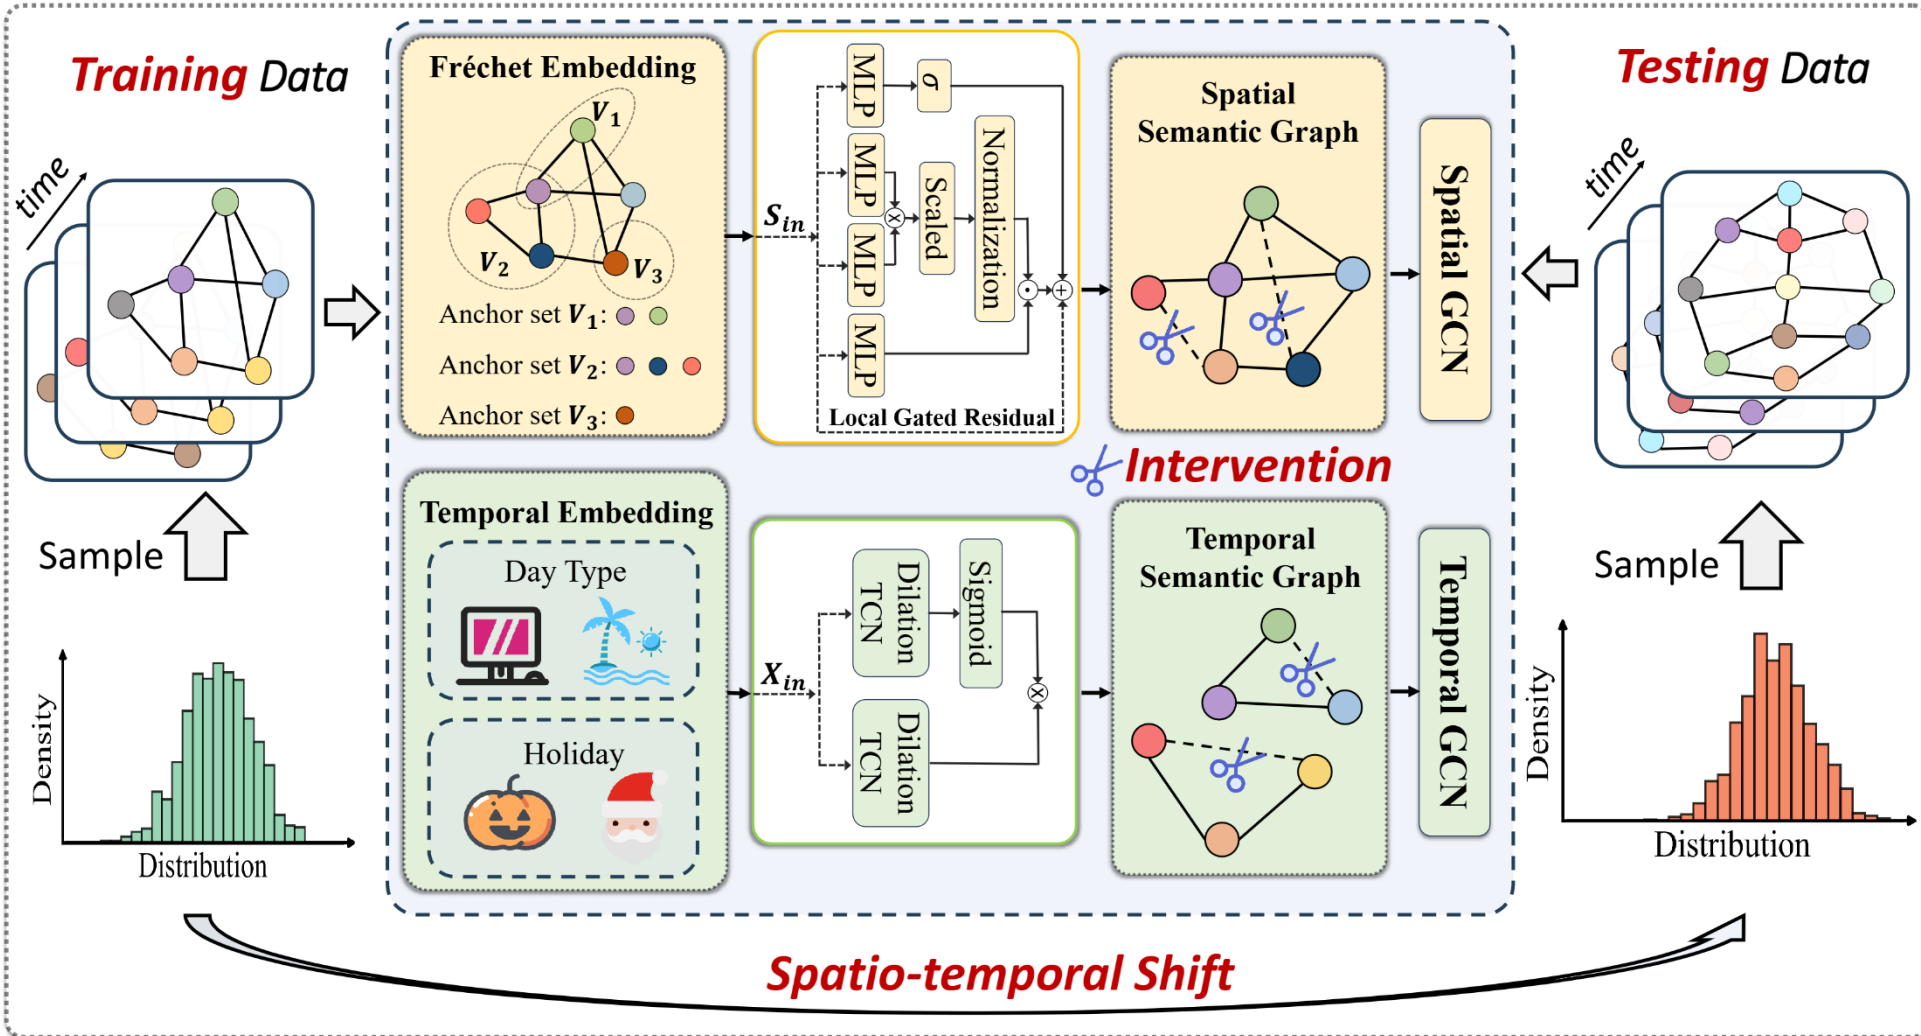 Training Data
time
Sample
Density
Distribution
Fréchet Embedding
V1
V2
V3
Anchor set V1:
Anchor set V2:
Anchor set V3:
Sin
MLP
σ
MLP
MLP
MLP
Scaled
Normalization
Local Gated Residual
Spatial
Semantic Graph
Spatial GCN
Intervention
Temporal Embedding
Day Type
Holiday
Xin
Dilation
TCN
Sigmoid
Dilation
TCN
Temporal
Semantic Graph
Temporal GCN
Testing Data
time
Sample
Density
Distribution
Spatio-temporal Shift